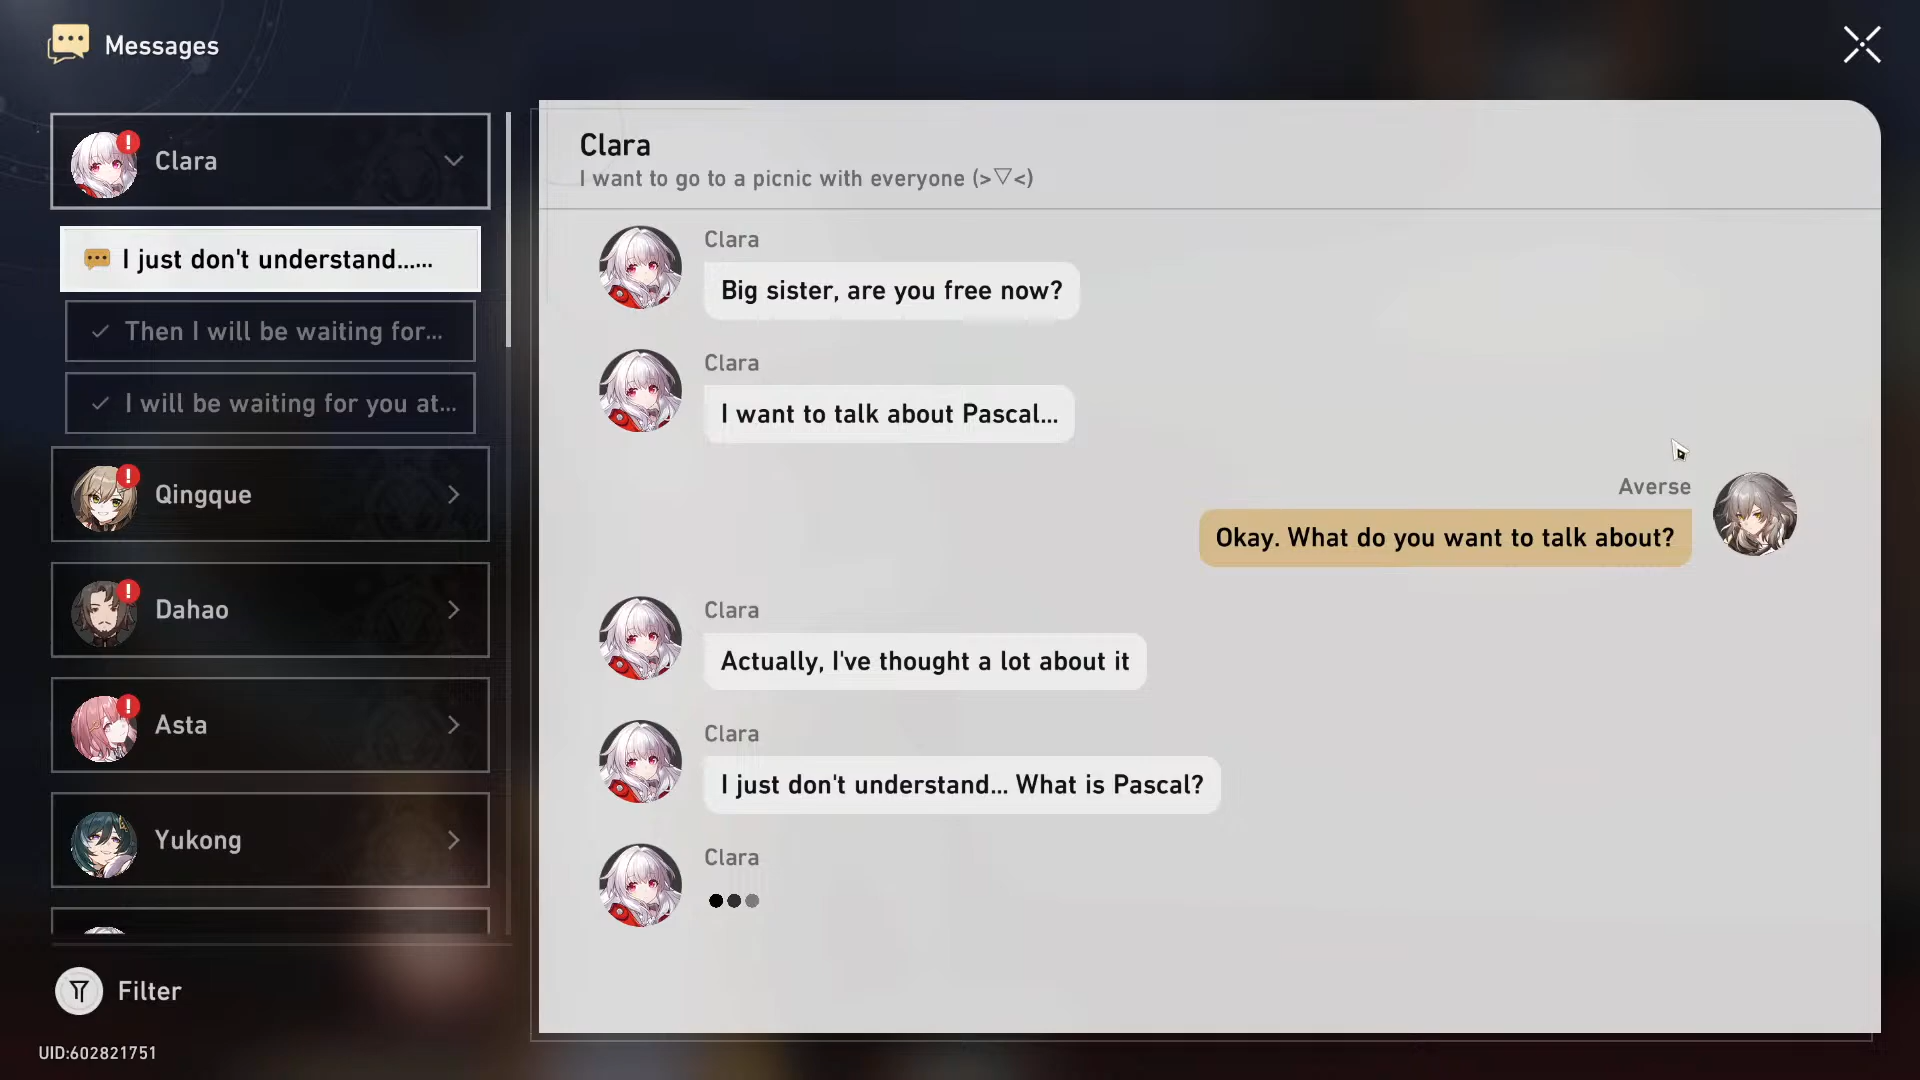 Messages
Clara
I just don't understand......
Then I will be waiting for...
I will be waiting for you at...
Qingque
Dahao
Asta
Yukong
Filter
UID:602821751
Clara
I want to go to a picnic with everyone (>▽<)
Clara
Big sister, are you free now?
Clara
I want to talk about Pascal...
Averse
Okay. What do you want to talk about?
Clara
Actually, I've thought a lot about it
Clara
I just don't understand... What is Pascal?
Clara